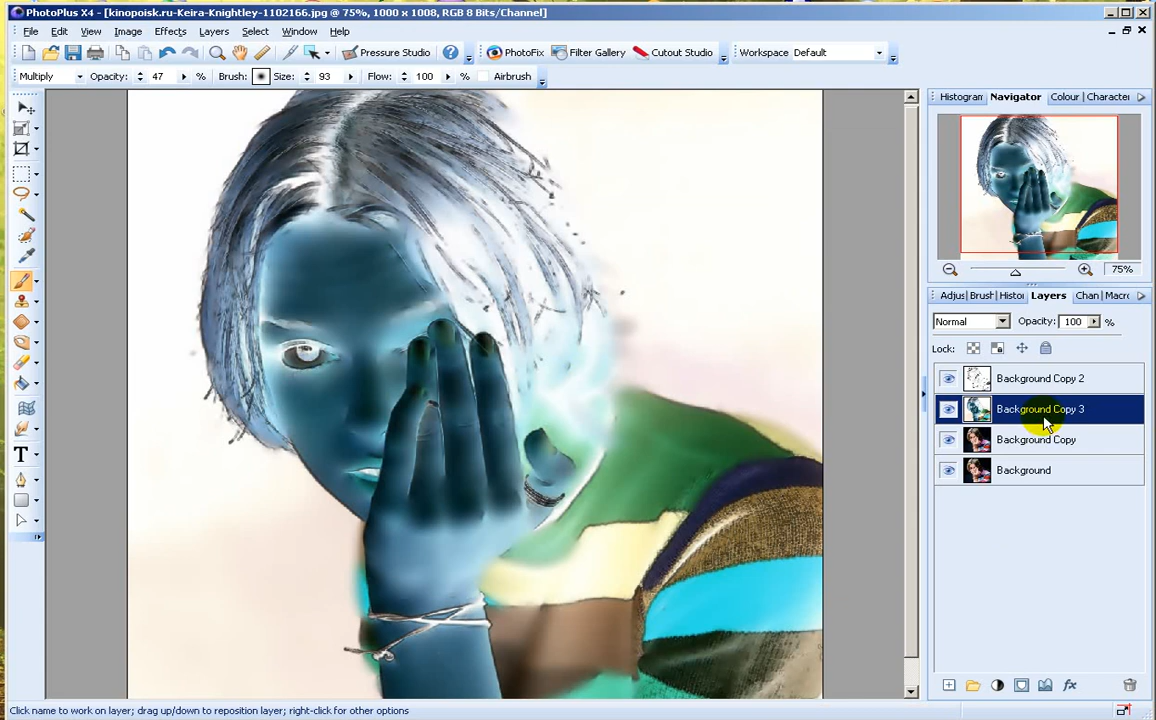 PhotoPlus X4 - [kinopoisk.ru-Keira-Knightley-1102166.jpg @ 75%, 1000 x 1008, RGB 8 Bits/Channel]
File Edit View Image Effects Layers Select Window Help
Pressure Studio PhotoFix Filter Gallery Cutout Studio Workspace Default
Multiply Opacity: 47 % Brush: Size: 93 Flow: 100 % Airbrush
Histogram Navigator Colour Character
75%
Adjus Brush Histor Layers Chan Macro
Normal Opacity: 100 %
Lock:
Background Copy 2
Background Copy 3
Background Copy
Background
T
fx
Click name to work on layer; drag up/down to reposition layer; right-click for other options